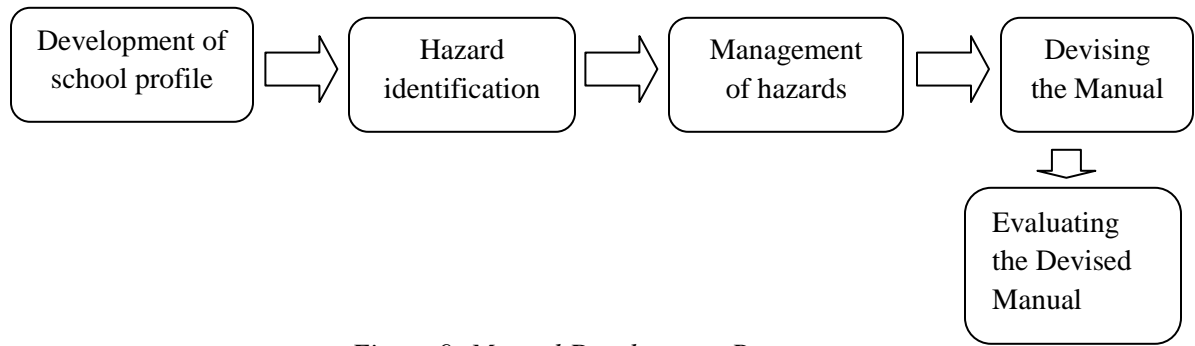 Development of
school profile
Hazard
identification
Management
of hazards
Devising
the Manual
Evaluating
the Devised
Manual